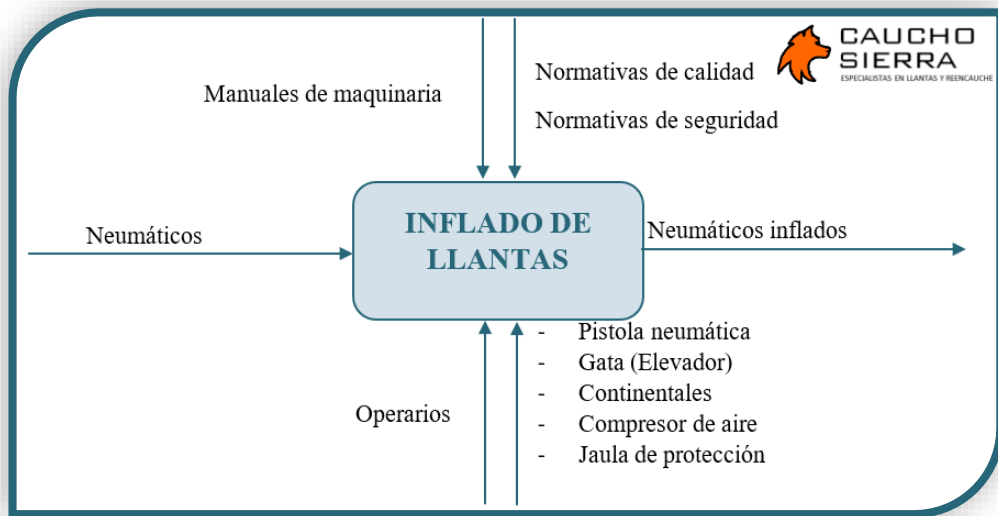 CAUCHO
SIERRA
ESPECIALISTAS EN LLANTAS Y REENCAUCHE
Manuales de maquinaria
Normativas de calidad
Normativas de seguridad
Neumáticos
INFLADO DE
LLANTAS
Neumáticos inflados
Operarios
- Pistola neumática
- Gata (Elevador)
- Continentales
- Compresor de aire
- Jaula de protección